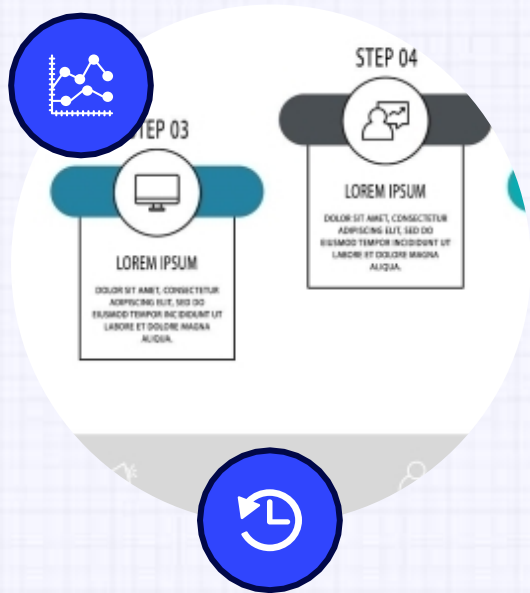 STEP 04
TEP 03
LOREM IPSUM
DOLOR SIT AMET, CONSECTETUR
ADIPISCING ELIT, SED DO
EIUSMOD TEMPOR INCIDIDUNT UT
LABORE ET DOLORE MAGNA
ALIQUA.
LOREM IPSUM
DOLOR SIT AMET, CONSECTETUR
ADIPISCING ELIT, SED DO
EIUSMOD TEMPOR INCIDIDUNT UT
LABORE ET DOLORE MAGNA
ALIQUA.